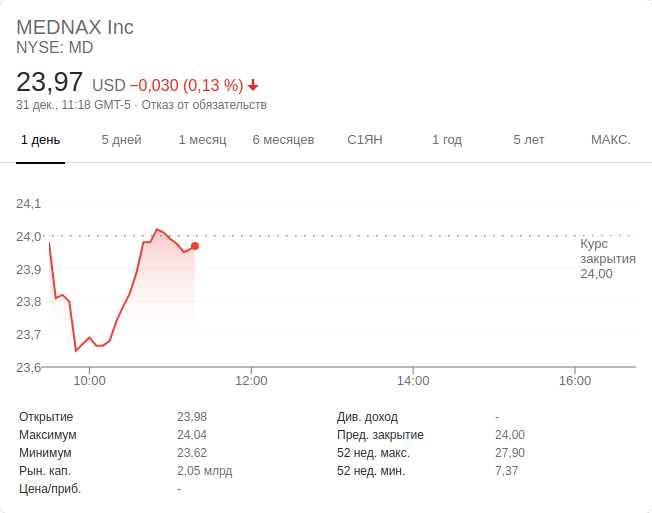 MEDNAX Inc
NYSE: MD
23,97 USD −0,030 (0,13 %)
31 дек., 11:18 GMT-5 · Отказ от обязательств
1 день 5 дней 1 месяц 6 месяцев С1ЯН 1 год 5 лет МАКС.
24,1
24,0
Курс
закрытия
24,00
23,9
23,8
23,7
23,6
10:00 12:00 14:00 16:00
Открытие 23,98 Див. доход -
Максимум 24,04 Пред. закрытие 24,00
Минимум 23,62 52 нед. макс. 27,90
Рын. кап. 2,05 млрд 52 нед. мин. 7,37
Цена/приб. -